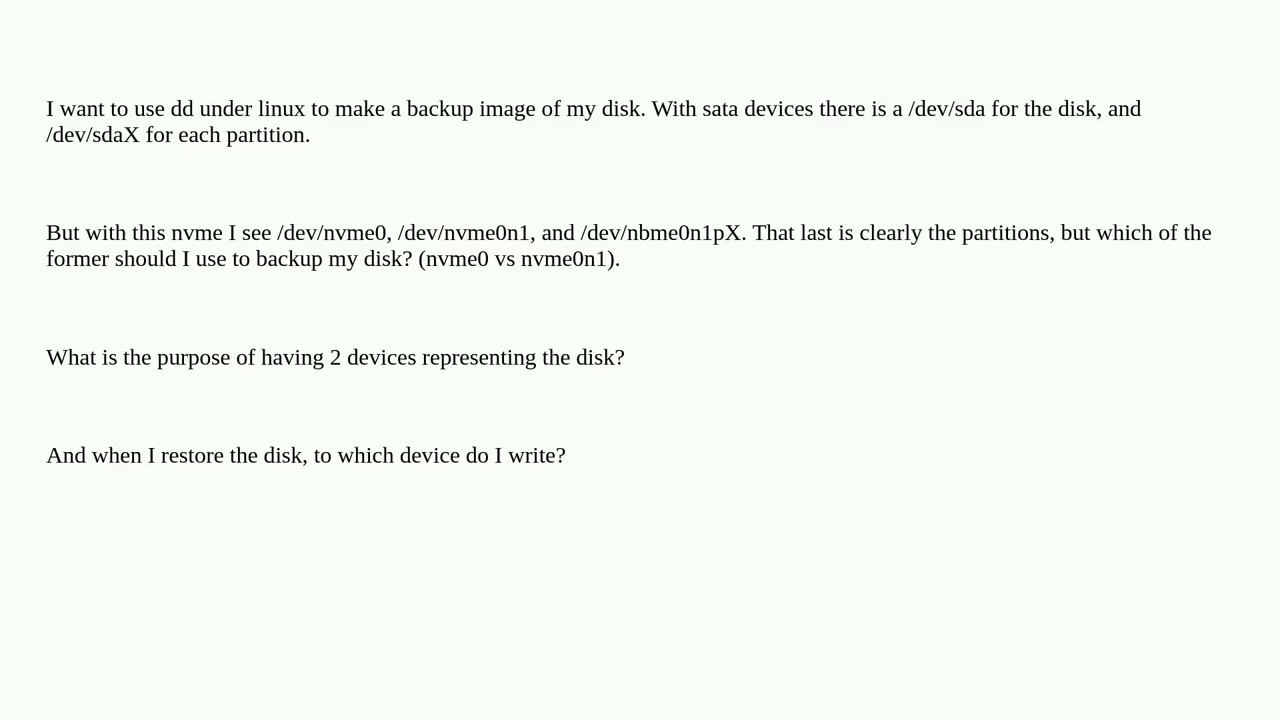 I want to use dd under linux to make a backup image of my disk. With sata devices there is a /dev/sda for the disk, and
/dev/sdaX for each partition.
But with this nvme I see /dev/nvme0, /dev/nvme0n1, and /dev/nbme0n1pX. That last is clearly the partitions, but which of the
former should I use to backup my disk? (nvme0 vs nvme0n1).
What is the purpose of having 2 devices representing the disk?
And when I restore the disk, to which device do I write?